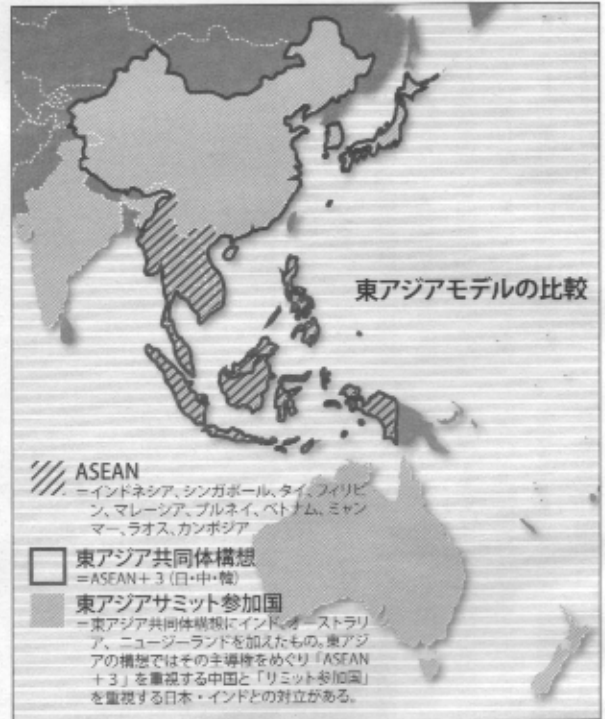 東アジアモデルの比較
ASEAN
=インドネシア、シンガポール、タイ、フィリピ
ン、マレーシア、ブルネイ、ベトナム、ミャン
マー、ラオス、カンボジア
東アジア共同体構想
=ASEAN+3(日・中・韓)
東アジアサミット参加国
=東アジア共同体構想にインド、オーストラリ
ア、ニュージーランドを加えたもの。東アジ
アの構想ではその主導権をめぐり「ASEAN
+3」を重視する中国と「リミット参加国」
を重視する日本・インドとの対立がある。